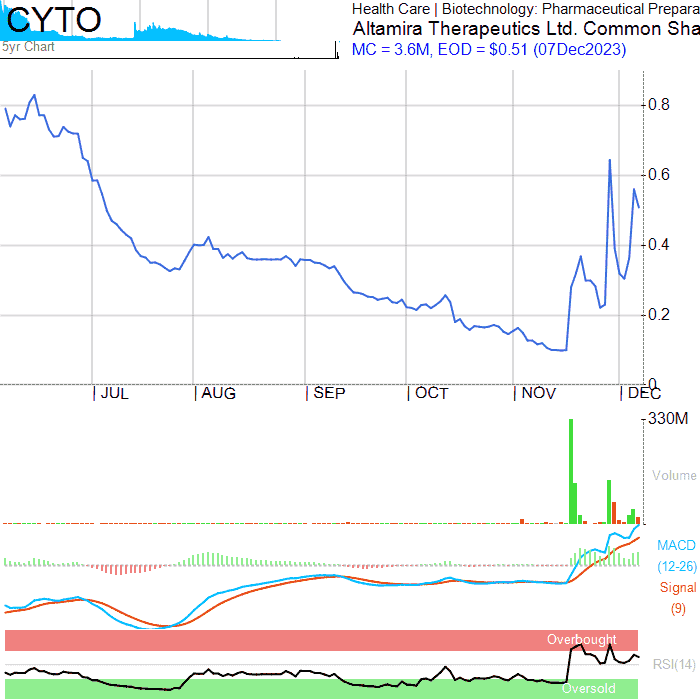 CYTO
5yr Chart
Health Care | Biotechnology: Pharmaceutical Prepara
Altamira Therapeutics Ltd. Common Sha
MC = 3.6M, EOD = $0.51 (07Dec2023)
0.8
0.6
0.4
0.2
0
JUL AUG SEP OCT NOV DEC
330M
Volume
MACD
(12-26)
Signal
(9)
Overbought
RSI(14)
Oversold